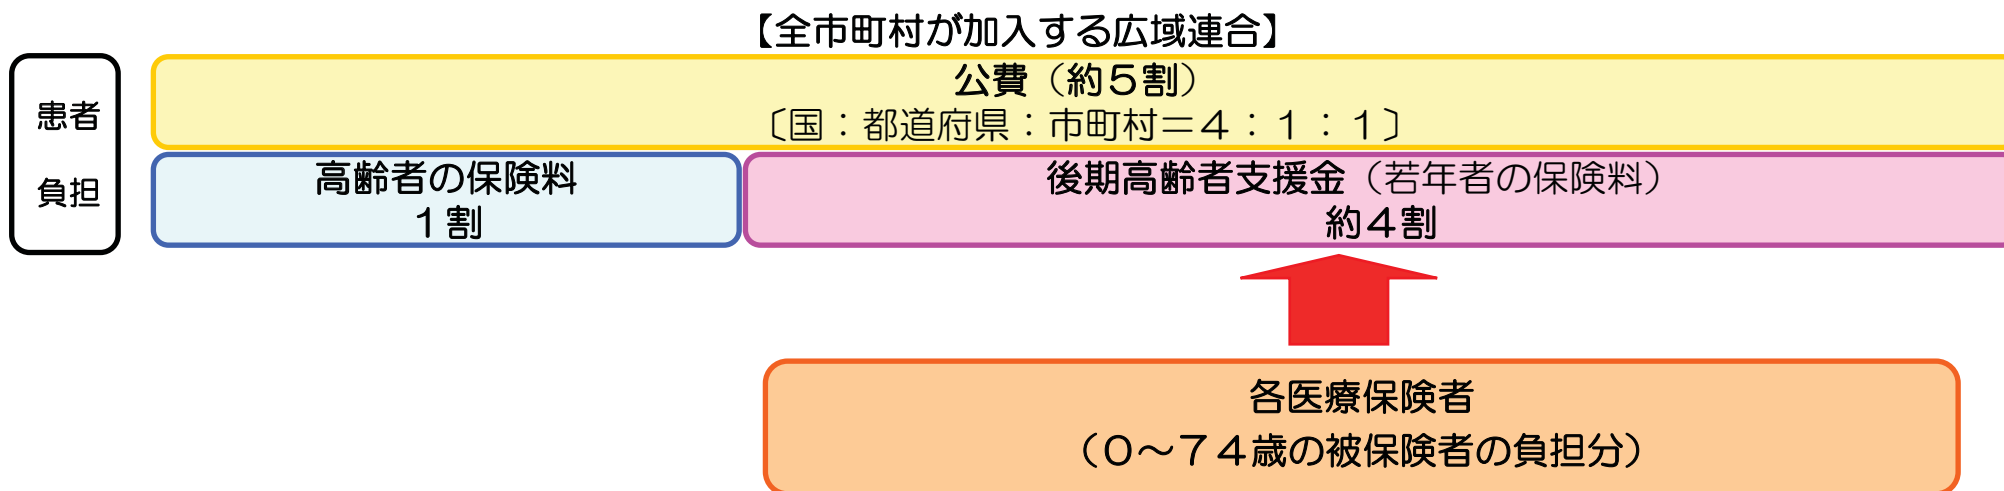 【全市町村が加入する広域連合】
患者
負担
公費（約５割）
〔国：都道府県：市町村＝４：１：１〕
高齢者の保険料
１割
後期高齢者支援金（若年者の保険料）
約４割
各医療保険者
（０～７４歳の被保険者の負担分）